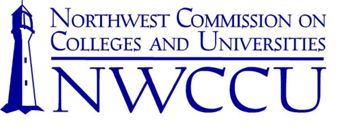 Northwest Commission on
Colleges and Universities
NWCCU